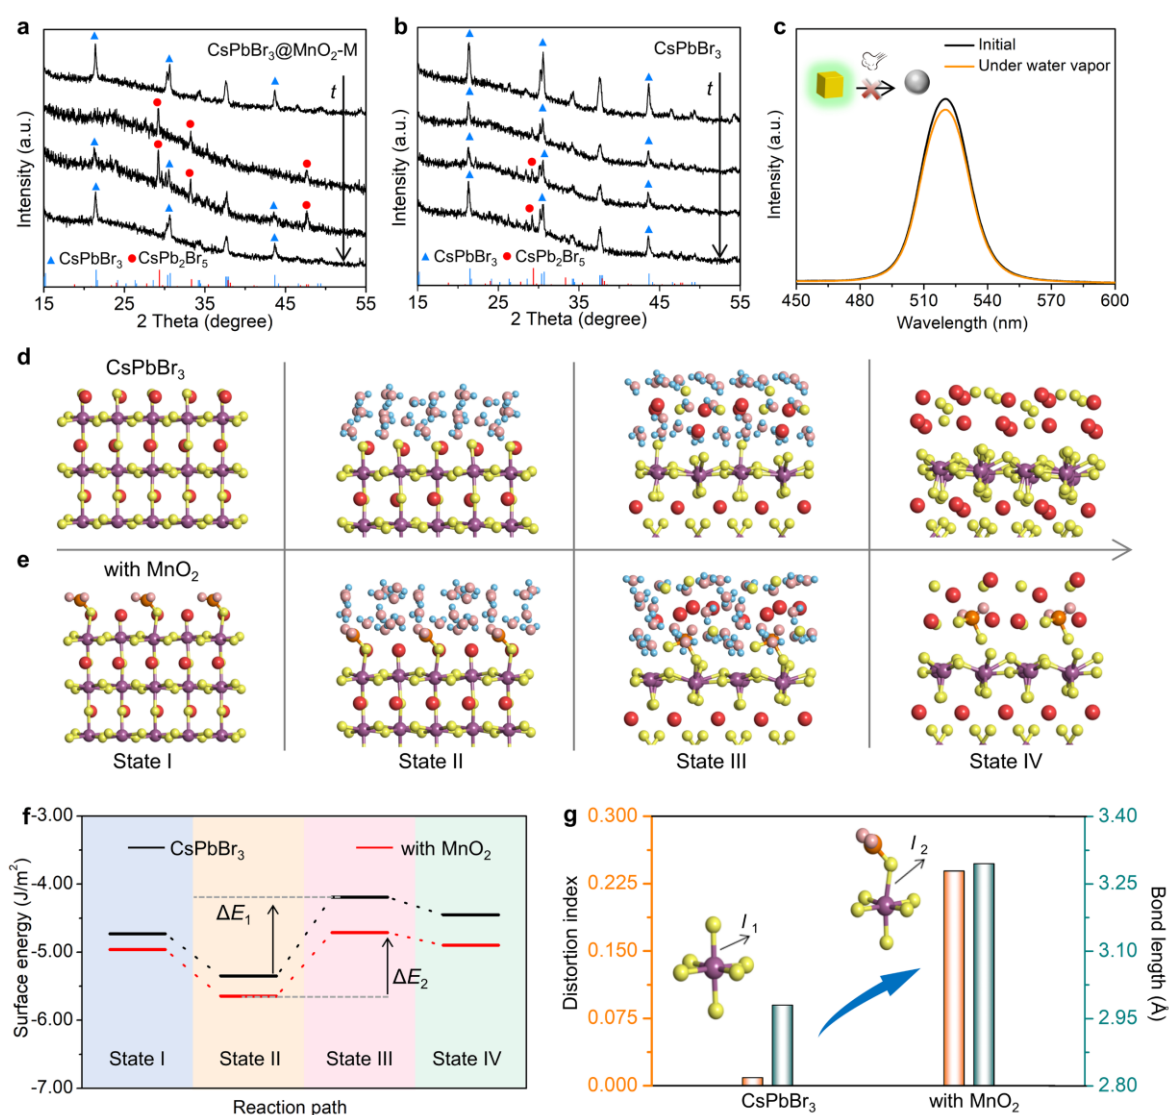 a
CsPbBr₃@MnO₂-M
t
Intensity (a.u.)
CsPbBr₃ CsPb₂Br₅
15 25 35 45 55
2 Theta (degree)
b
CsPbBr₃
t
Intensity (a.u.)
CsPbBr₃ CsPb₂Br₅
15 25 35 45 55
2 Theta (degree)
c
Initial
Under water vapor
Intensity (a.u.)
450 480 510 540 570 600
Wavelength (nm)
d
CsPbBr₃
e
with MnO₂
State I State II State III State IV
f
-3.00
-4.00
-5.00
-6.00
-7.00
Surface energy (J/m²)
CsPbBr₃ with MnO₂
ΔE₁
ΔE₂
State I State II State III State IV
Reaction path
g
0.300
0.225
0.150
0.075
0.000
Distortion index
l₁
l₂
3.40
3.25
3.10
2.95
2.80
Bond length (Å)
CsPbBr₃ with MnO₂